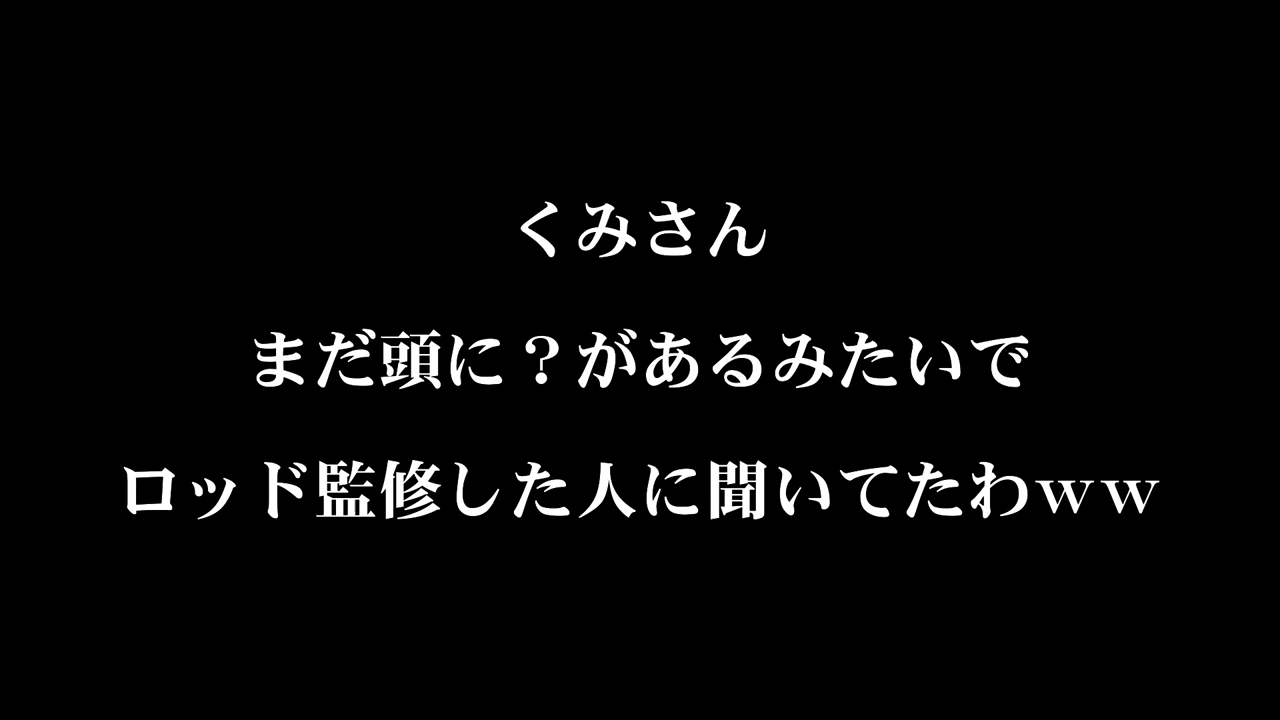 くみさん
まだ頭に？があるみたいで
ロッド監修した人に聞いてたわｗｗ